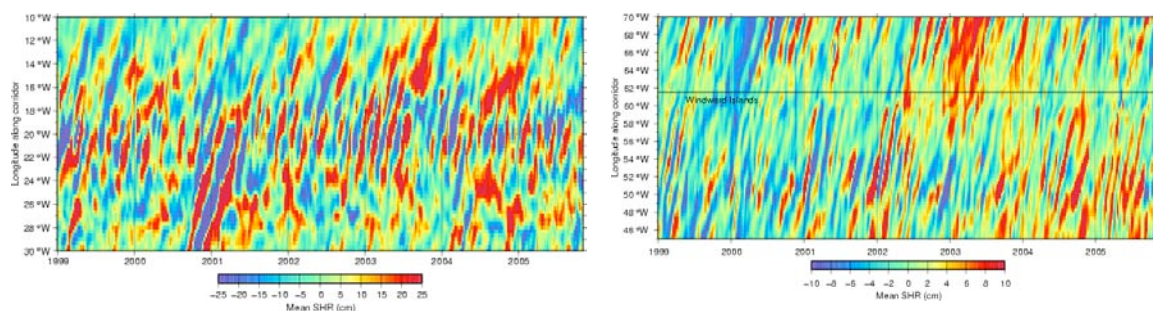 10 °W
12 °W
14 °W
16 °W
18 °W
20 °W
22 °W
24 °W
26 °W
28 °W
30 °W
Longitude along corridor
1999 2000 2001 2002 2003 2004 2005
−25 −20 −15 −10 −5 0 5 10 15 20 25
Mean SHR (cm)
70 °W
68 °W
66 °W
64 °W
62 °W
60 °W
58 °W
56 °W
54 °W
52 °W
50 °W
48 °W
46 °W
Longitude along corridor
Windward Islands
1999 2000 2001 2002 2003 2004 2005
−10 −8 −6 −4 −2 0 2 4 6 8 10
Mean SHR (cm)